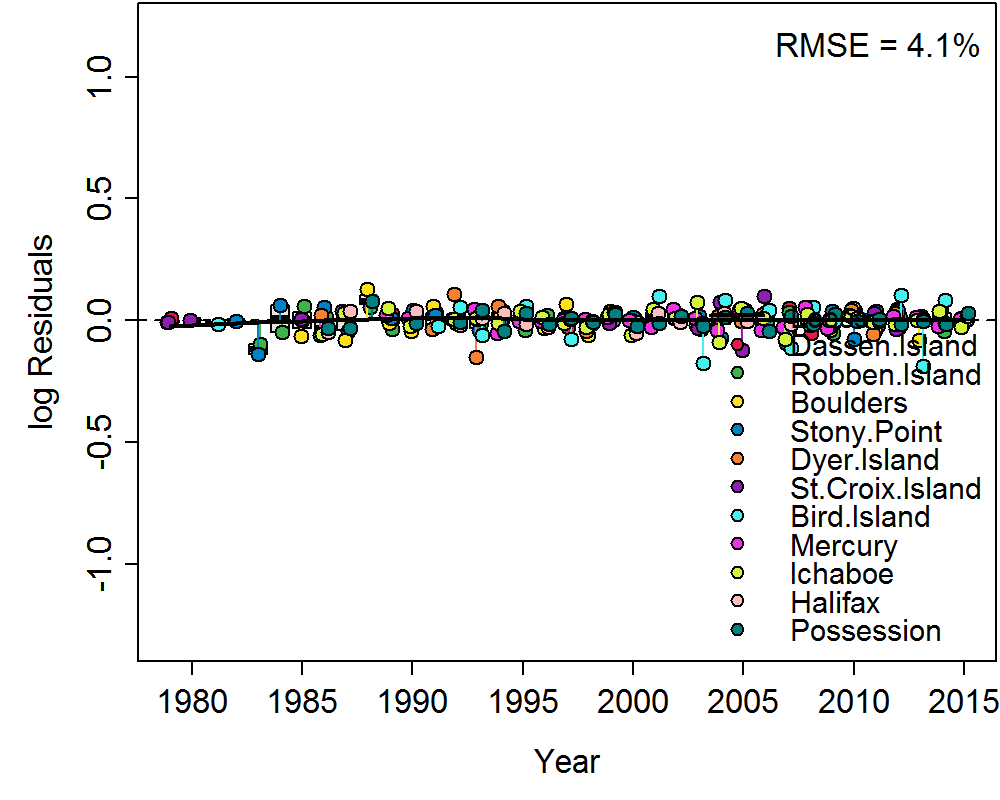 RMSE = 4.1%
1.0
0.5
0.0
-0.5
-1.0
log Residuals
Dassen.Island
Robben.Island
Boulders
Stony.Point
Dyer.Island
St.Croix.Island
Bird.Island
Mercury
Ichaboe
Halifax
Possession
1980 1985 1990 1995 2000 2005 2010 2015
Year